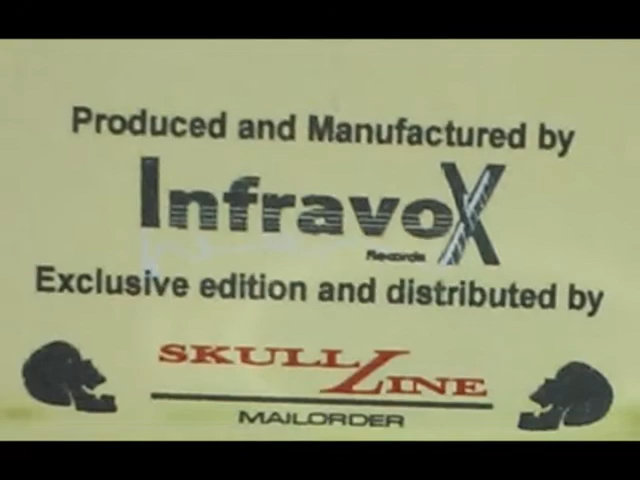 Produced and Manufactured by
InfravoX
Records
Exclusive edition and distributed by
SKULL LINE
MAILORDER